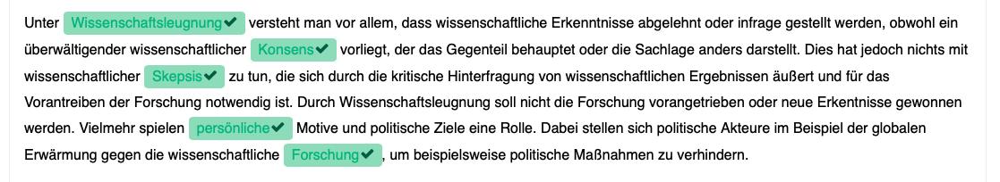 Unter Wissenschaftsleugnung✔ versteht man vor allem, dass wissenschaftliche Erkenntnisse abgelehnt oder infrage gestellt werden, obwohl ein
überwältigender wissenschaftlicher Konsens✔ vorliegt, der das Gegenteil behauptet oder die Sachlage anders darstellt. Dies hat jedoch nichts mit
wissenschaftlicher Skepsis✔ zu tun, die sich durch die kritische Hinterfragung von wissenschaftlichen Ergebnissen äußert und für das
Vorantreiben der Forschung notwendig ist. Durch Wissenschaftsleugnung soll nicht die Forschung vorangetrieben oder neue Erkentnisse gewonnen
werden. Vielmehr spielen persönliche✔ Motive und politische Ziele eine Rolle. Dabei stellen sich politische Akteure im Beispiel der globalen
Erwärmung gegen die wissenschaftliche Forschung✔, um beispielsweise politische Maßnahmen zu verhindern.